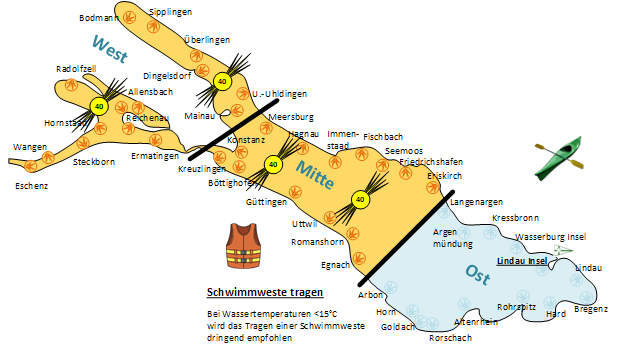 Sipplingen
Bodmann
Überlingen
West
Dingelsdorf
Radolfzell
40
Allensbach
U.-Uhldingen
40
Mainau
Meersburg
Hornstaad
Reichenau
Hagnau
Immen-
staad
Fischbach
Wangen
Konstanz
Seemoos
Ermatingen
Steckborn
Kreuzlingen
40
Friedrichshafen
Mitte
Eriskirch
Eschenz
Böttighofen
Güttingen
40
Langenargen
Kressbronn
Uttwil
Argen
mündung
Wasserburg Insel
Romanshorn
Lindau Insel
Egnach
Ost
Lindau
Schwimmweste tragen
Arbon
Rohrspitz
Bregenz
Horn
Hard
Bei Wassertemperaturen <15°C
wird das Tragen einer Schwimmweste
dringend empfohlen
Altenrhein
Goldach
Rorschach